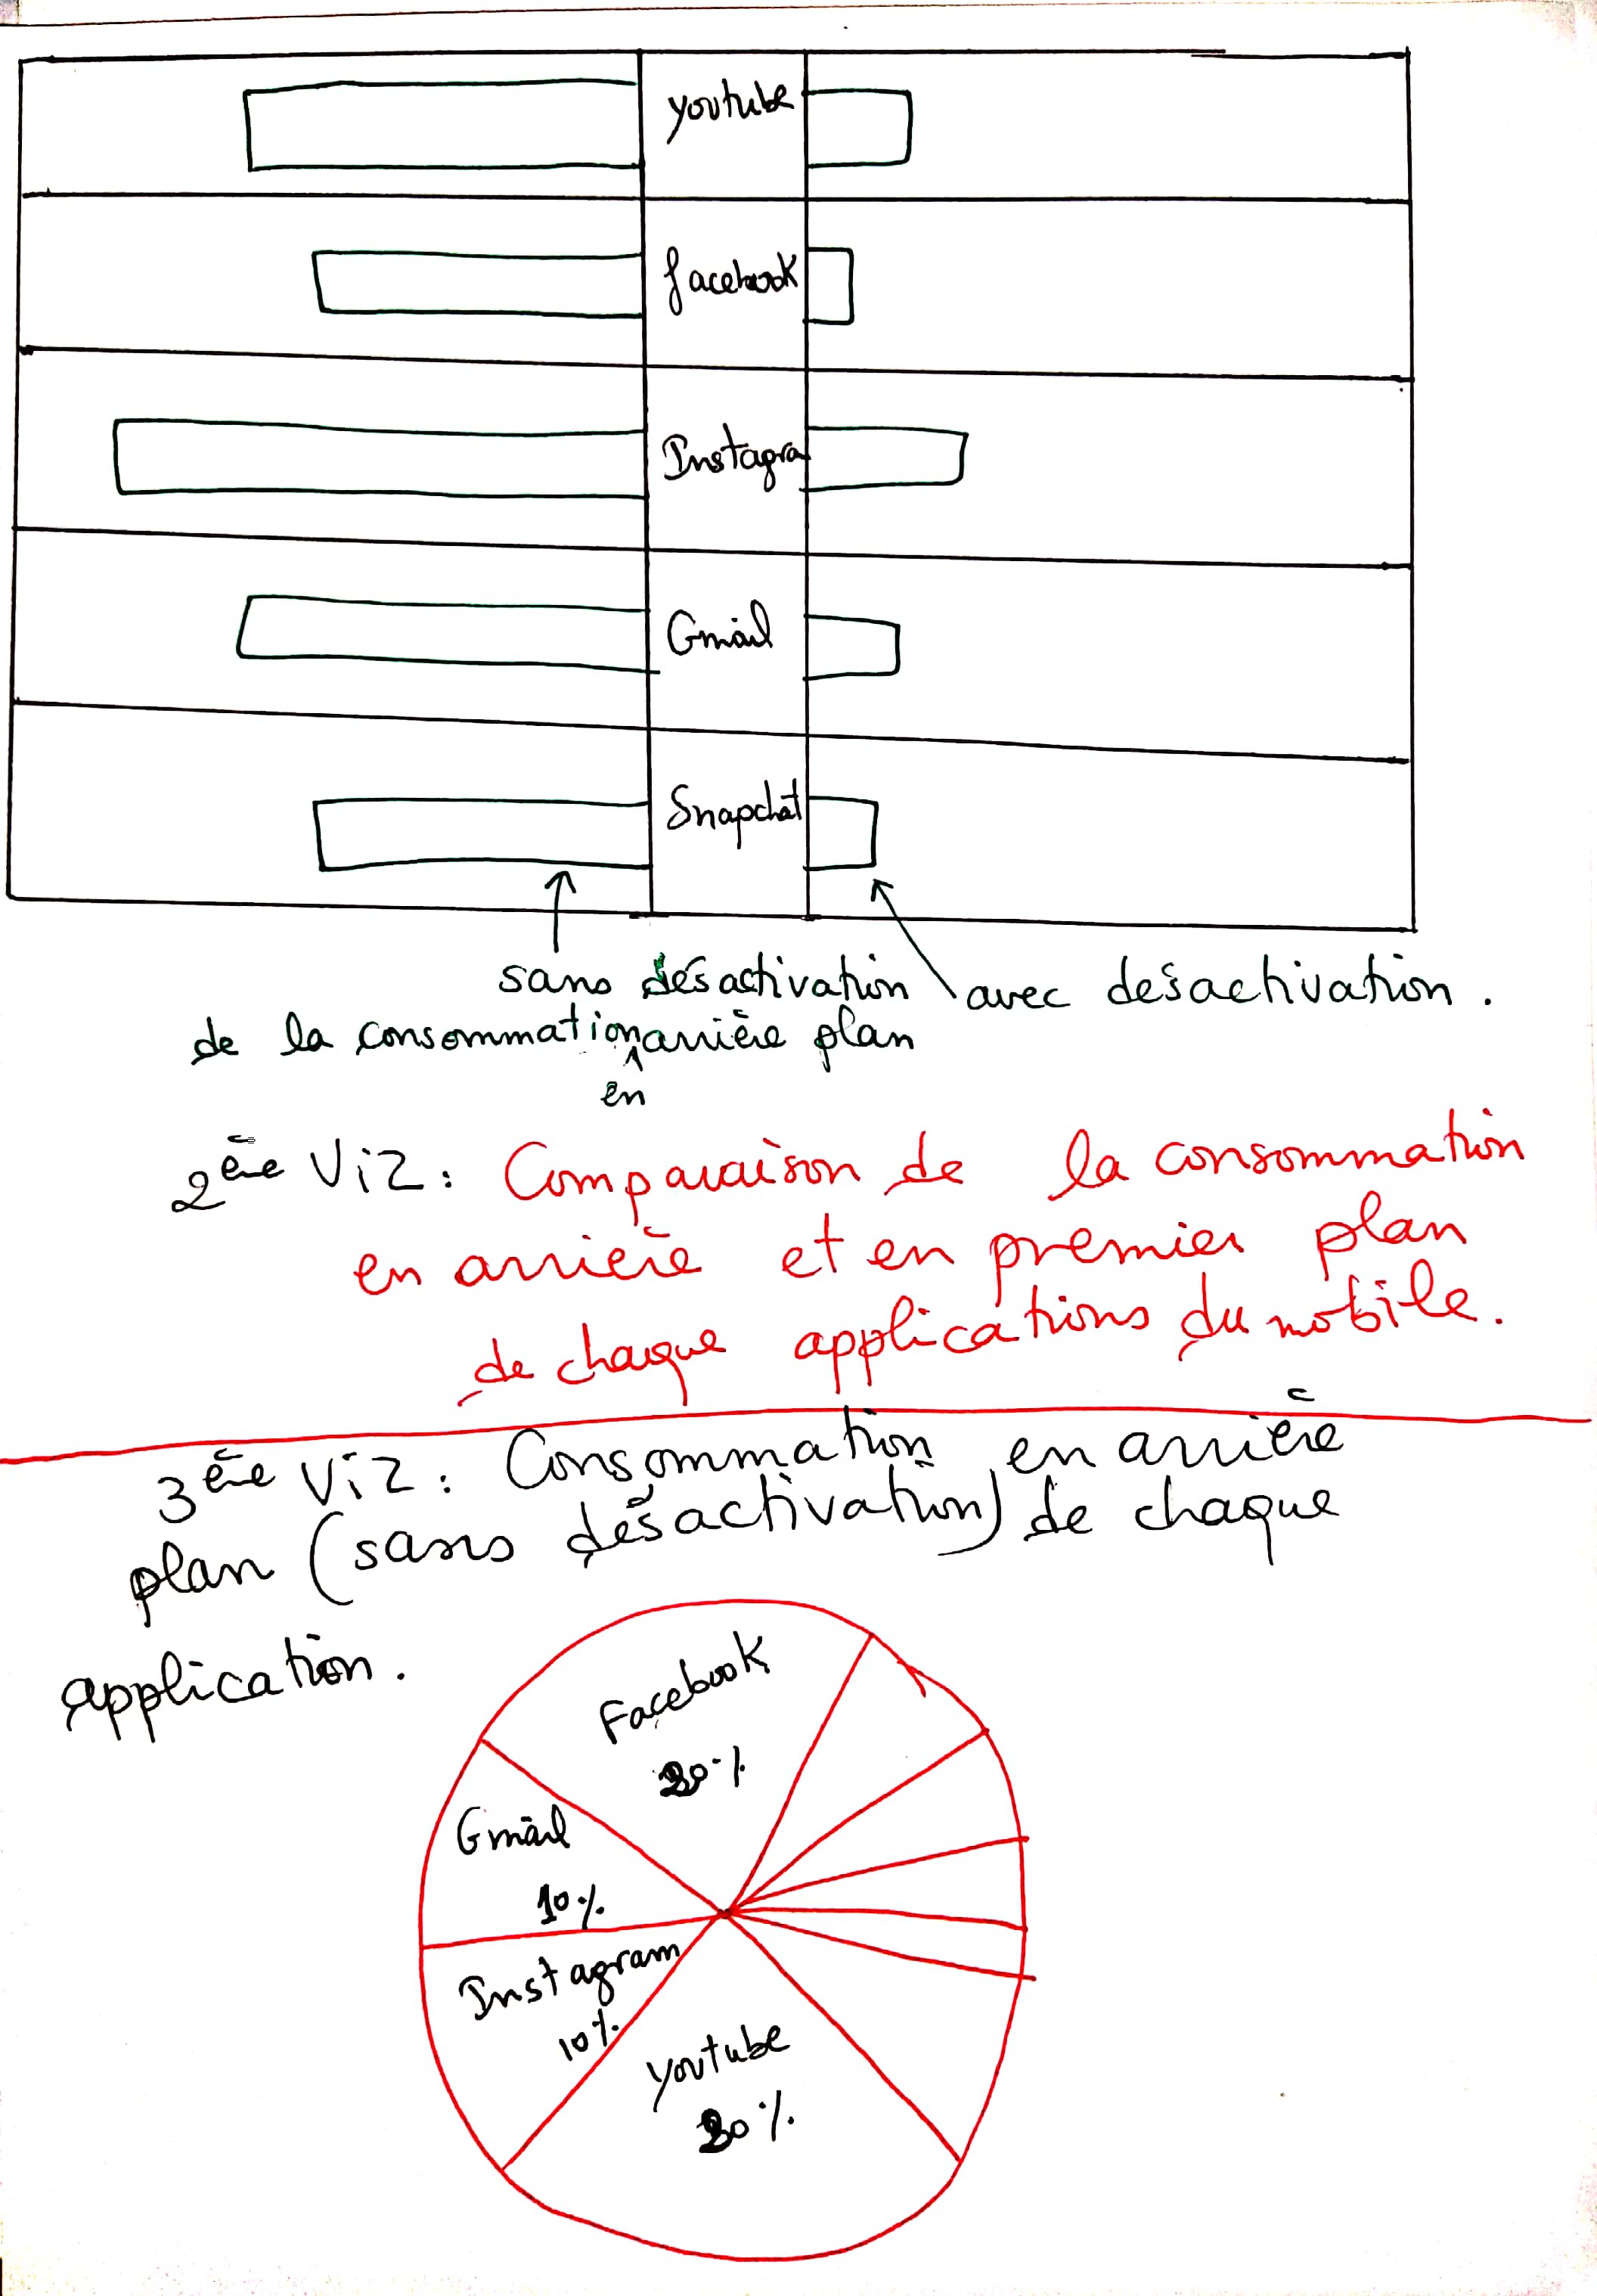 youtube
facebook
Instagra
Gmail
Snapchat
sans désactivation avec desactivation.
de la consommation arrière plan
en
2ème Viz: Comparaison de la consommation
en arrière et en premier plan
de chaque applications du mobile.
3ème Viz: Consommation en arrière
plan (sans désactivation) de chaque
application.
Facebook
20%
Gmail
10%
Instagram
10%
youtube